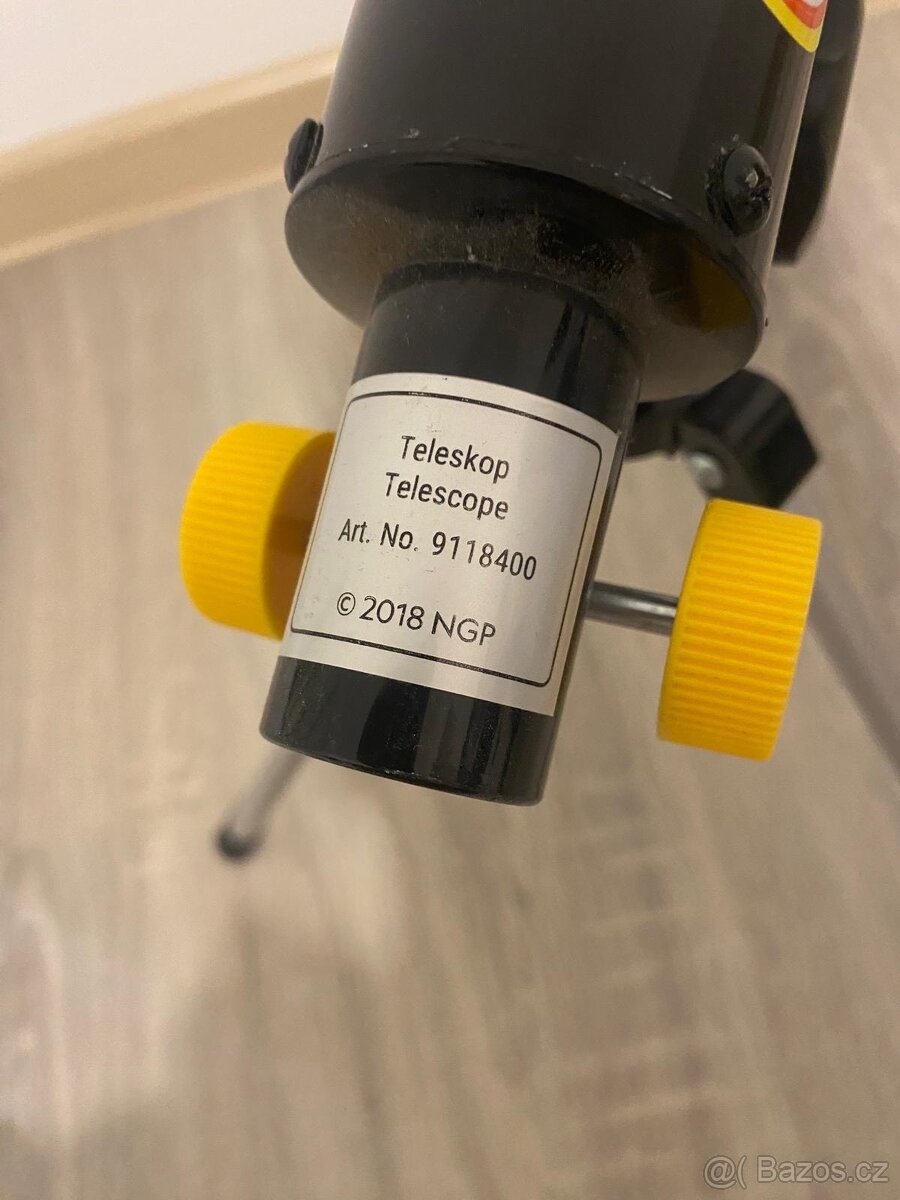 Teleskop
Telescope
Art. No. 9118400
© 2018 NGP
@( Bazos.cz